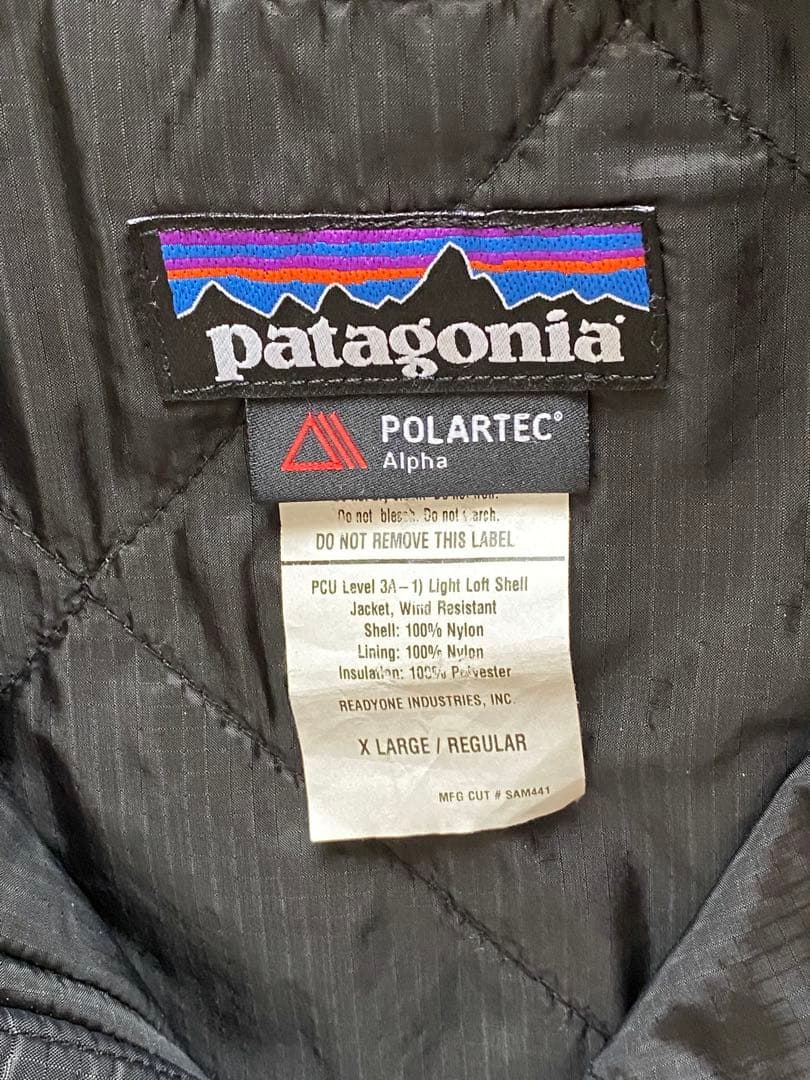 patagonia
POLARTEC®
Alpha
Do not bleach. Do not starch.
DO NOT REMOVE THIS LABEL
PCU Level 3A-1) Light Loft Shell
Jacket, Wind Resistant
Shell: 100% Nylon
Lining: 100% Nylon
Insulation: 100% Polyester
READYONE INDUSTRIES, INC.
X LARGE / REGULAR
MFG CUT # SAM441